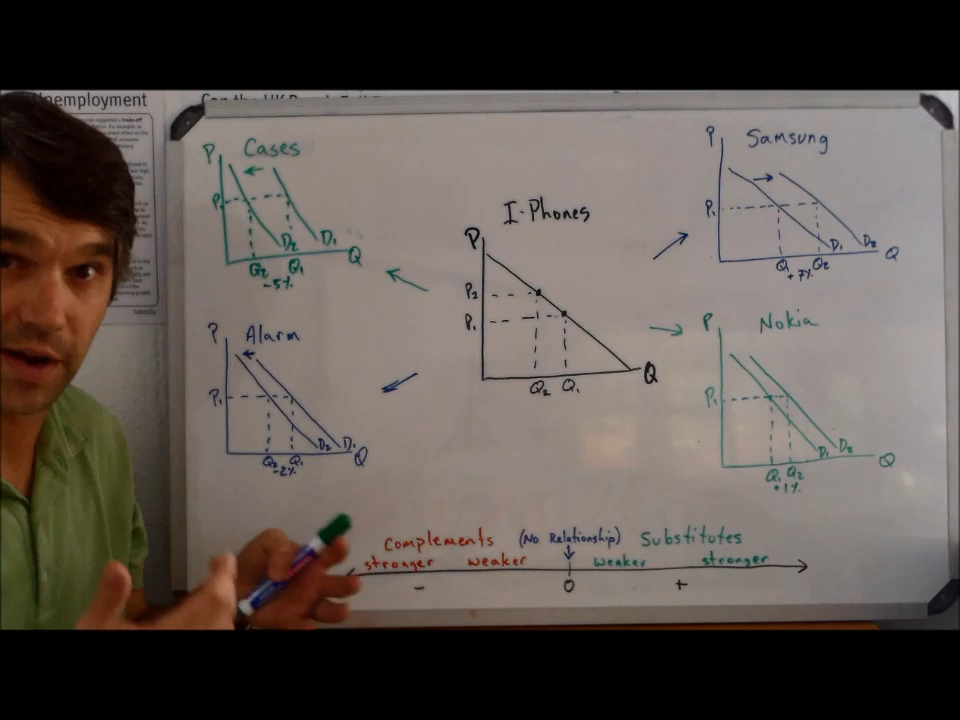 nemployment
Cases
P
P₁
D₂
D₁
Q
Q₂
Q₁
-5%
Alarm
P
P₁
D₂
D₁
Q
Q₂
Q₁
-2%
I-Phones
P
P₂
P₁
Q₂
Q₁
Q
Samsung
P
P₁
D₁
D₂
Q
Q₁
Q₂
+7%
Nokia
P
P₁
D₁
D₂
Q
Q₁
Q₂
+1%
Complements (No Relationship) Substitutes
stronger weaker weaker stronger
- 0 +